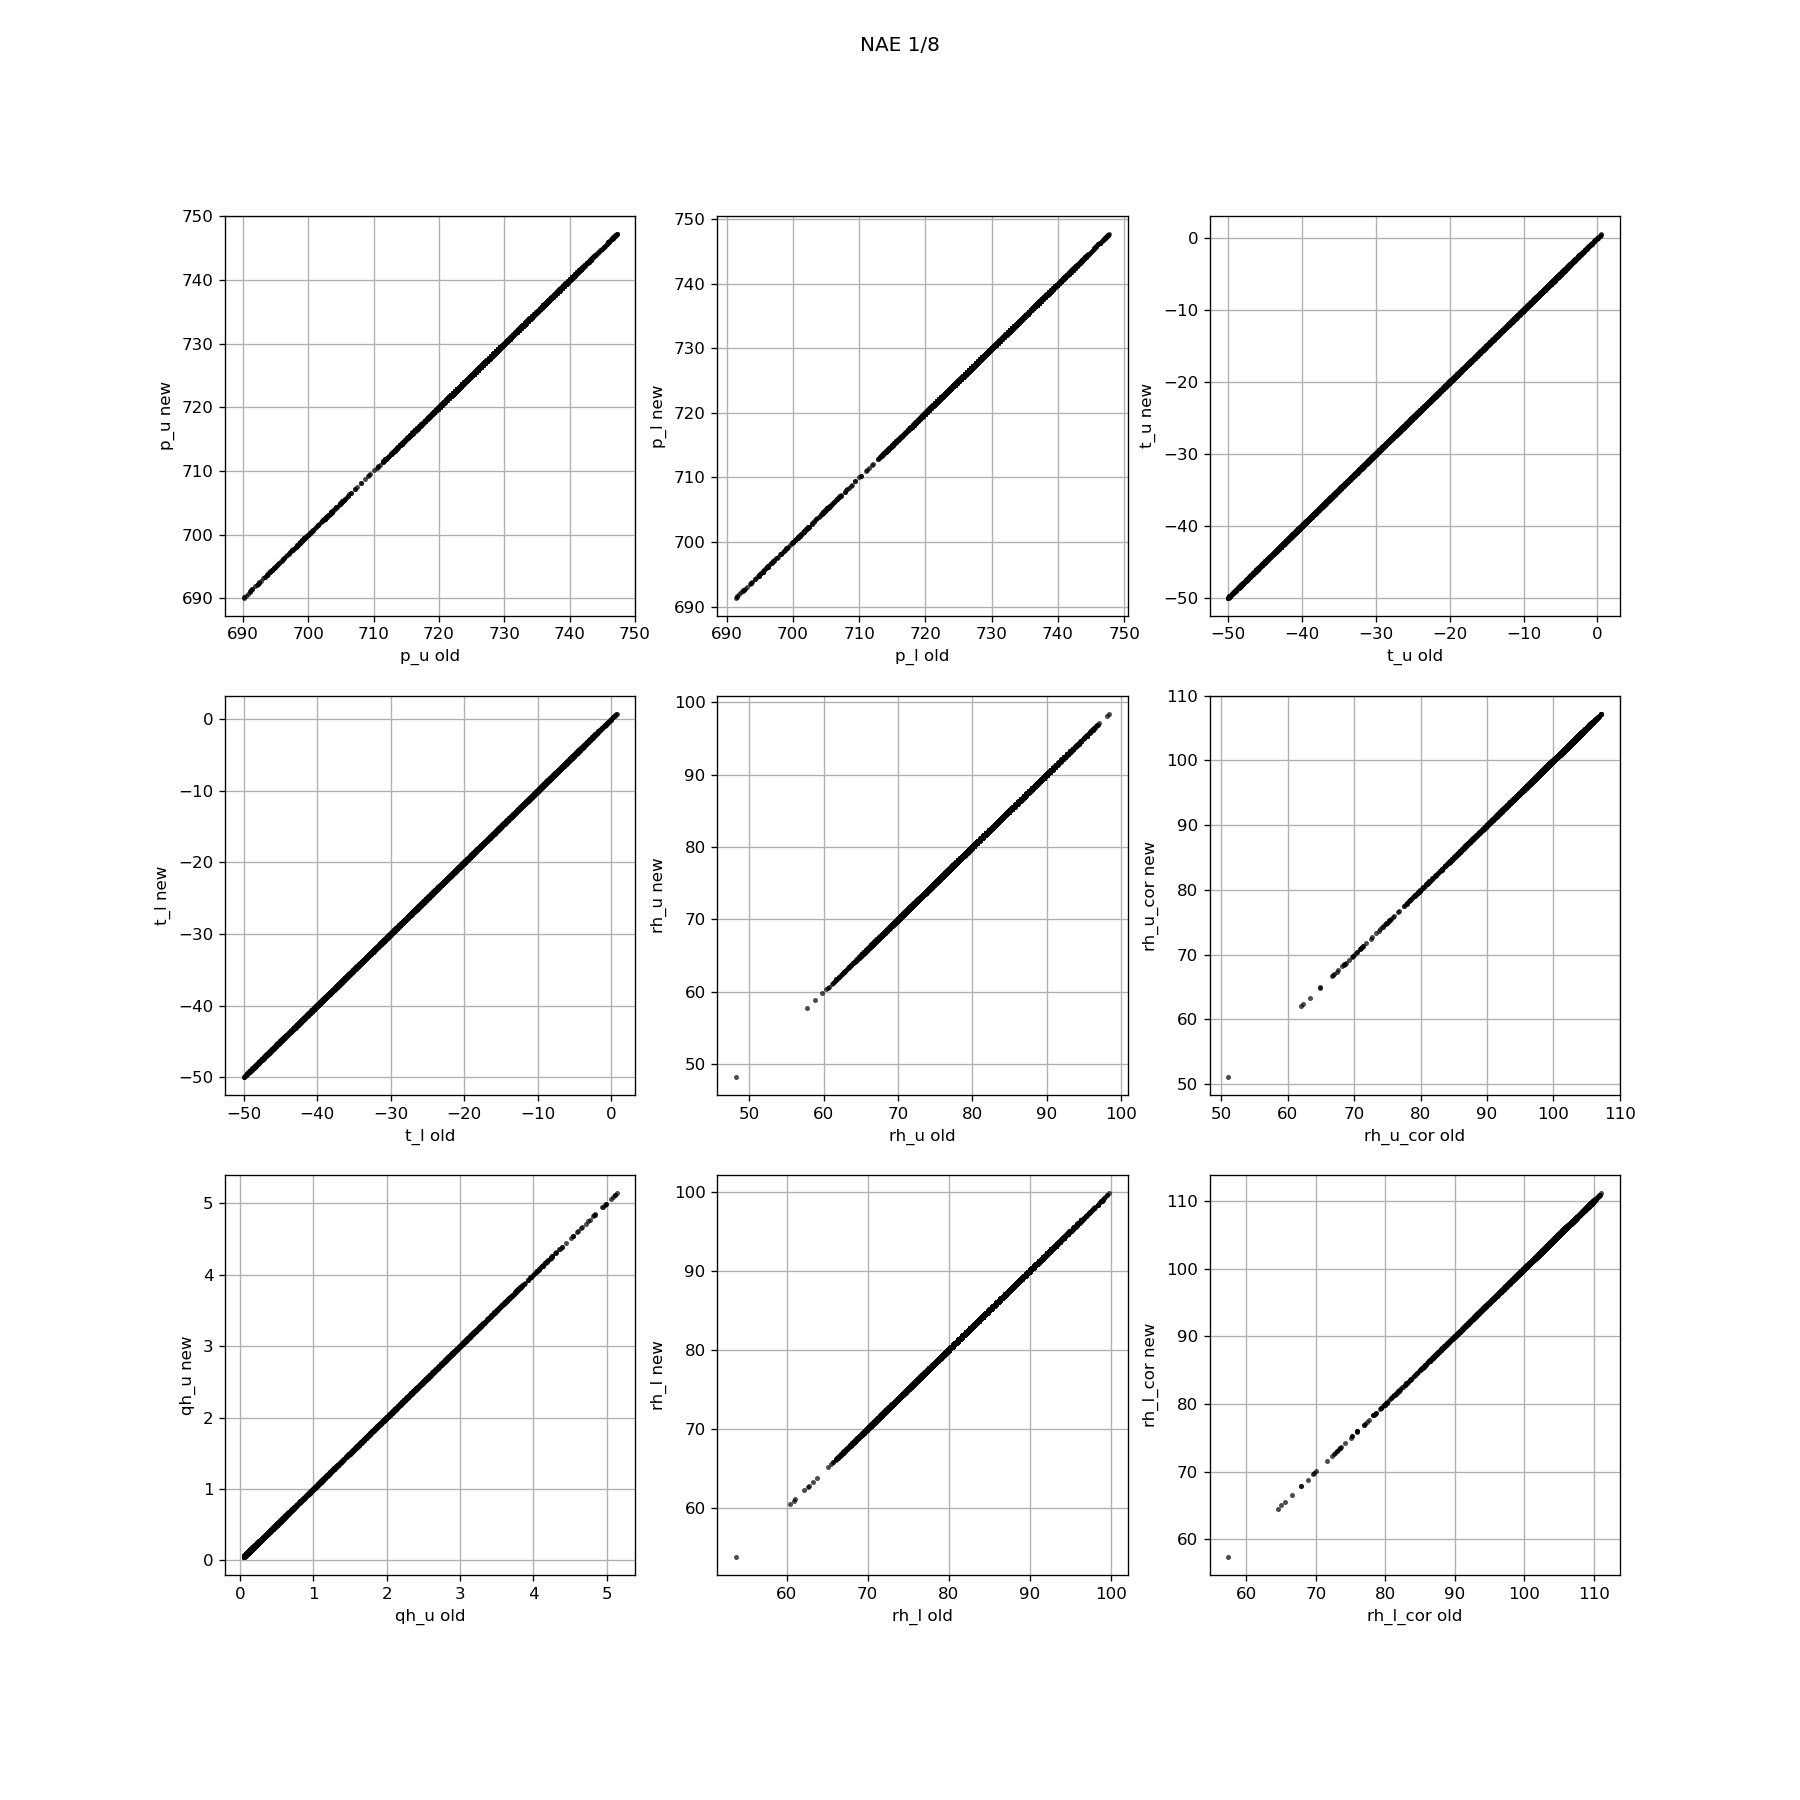 NAE 1/8
750
740
730
720
710
700
690
p_u new
690 700 710 720 730 740 750
p_u old
750
740
730
720
710
700
690
p_l new
690 700 710 720 730 740 750
p_l old
0
−10
−20
−30
−40
−50
t_u new
−50 −40 −30 −20 −10 0
t_u old
0
−10
−20
−30
−40
−50
t_l new
−50 −40 −30 −20 −10 0
t_l old
100
90
80
70
60
50
rh_u new
50 60 70 80 90 100
rh_u old
110
100
90
80
70
60
50
rh_u_cor new
50 60 70 80 90 100 110
rh_u_cor old
5
4
3
2
1
0
qh_u new
0 1 2 3 4 5
qh_u old
100
90
80
70
60
rh_l new
60 70 80 90 100
rh_l old
110
100
90
80
70
60
rh_l_cor new
60 70 80 90 100 110
rh_l_cor old